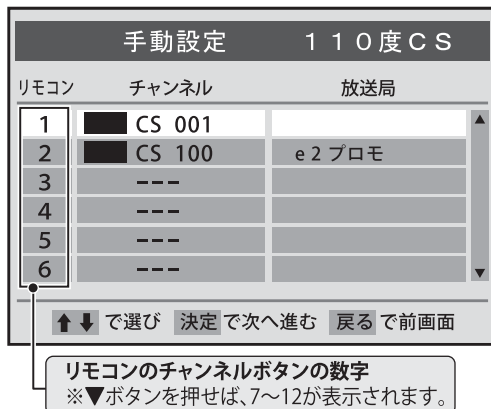 手動設定 １１０度ＣＳ
リモコン チャンネル 放送局
1 CS 001
2 CS 100 e２プロモ
3 ---
4 ---
5 ---
6 ---
で選び 決定 で次へ進む 戻る で前画面
リモコンのチャンネルボタンの数字
※▼ボタンを押せば、7〜12が表示されます。